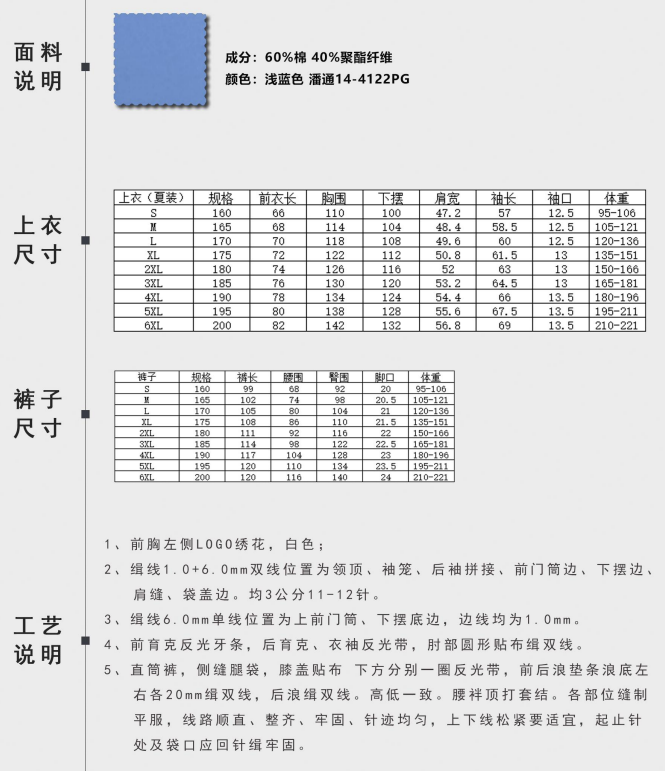 面料
说明
成分：60%棉 40%聚酯纤维
颜色：浅蓝色 潘通14-4122PG
上衣
尺寸
上衣（夏装） 规格 前衣长 胸围 下摆 肩宽 袖长 袖口 体重
S 160 66 110 100 47.2 57 12.5 95-106
M 165 68 114 104 48.4 58.5 12.5 105-121
L 170 70 118 108 49.6 60 12.5 120-136
XL 175 72 122 112 50.8 61.5 13 135-151
2XL 180 74 126 116 52 63 13 150-166
3XL 185 76 130 120 53.2 64.5 13 165-181
4XL 190 78 134 124 54.4 66 13.5 180-196
5XL 195 80 138 128 55.6 67.5 13.5 195-211
6XL 200 82 142 132 56.8 69 13.5 210-221
裤子
尺寸
裤子 规格 裤长 腰围 臀围 脚口 体重
S 160 99 68 92 20 95-106
M 165 102 74 98 20.5 105-121
L 170 105 80 104 21 120-136
XL 175 108 86 110 21.5 135-151
2XL 180 111 92 116 22 150-166
3XL 185 114 98 122 22.5 165-181
4XL 190 117 104 128 23 180-196
5XL 195 120 110 134 23.5 195-211
6XL 200 120 116 140 24 210-221
工艺
说明
1、前胸左侧LOGO绣花，白色；
2、缉线1.0+6.0mm双线位置为领顶、袖笼、后袖拼接、前门筒边、下摆边、
肩缝、袋盖边。均3公分11-12针。
3、缉线6.0mm单线位置为上前门筒、下摆底边，边线均为1.0mm。
4、前育克反光牙条，后育克、衣袖反光带，肘部圆形贴布缉双线。
5、直筒裤，侧缝腿袋，膝盖贴布 下方分别一圈反光带，前后浪垫条浪底左
右各20mm缉双线，后浪缉双线。高低一致。腰袢顶打套结。各部位缝制
平服，线路顺直、整齐、牢固、针迹均匀，上下线松紧要适宜，起止针
处及袋口应回针缉牢固。